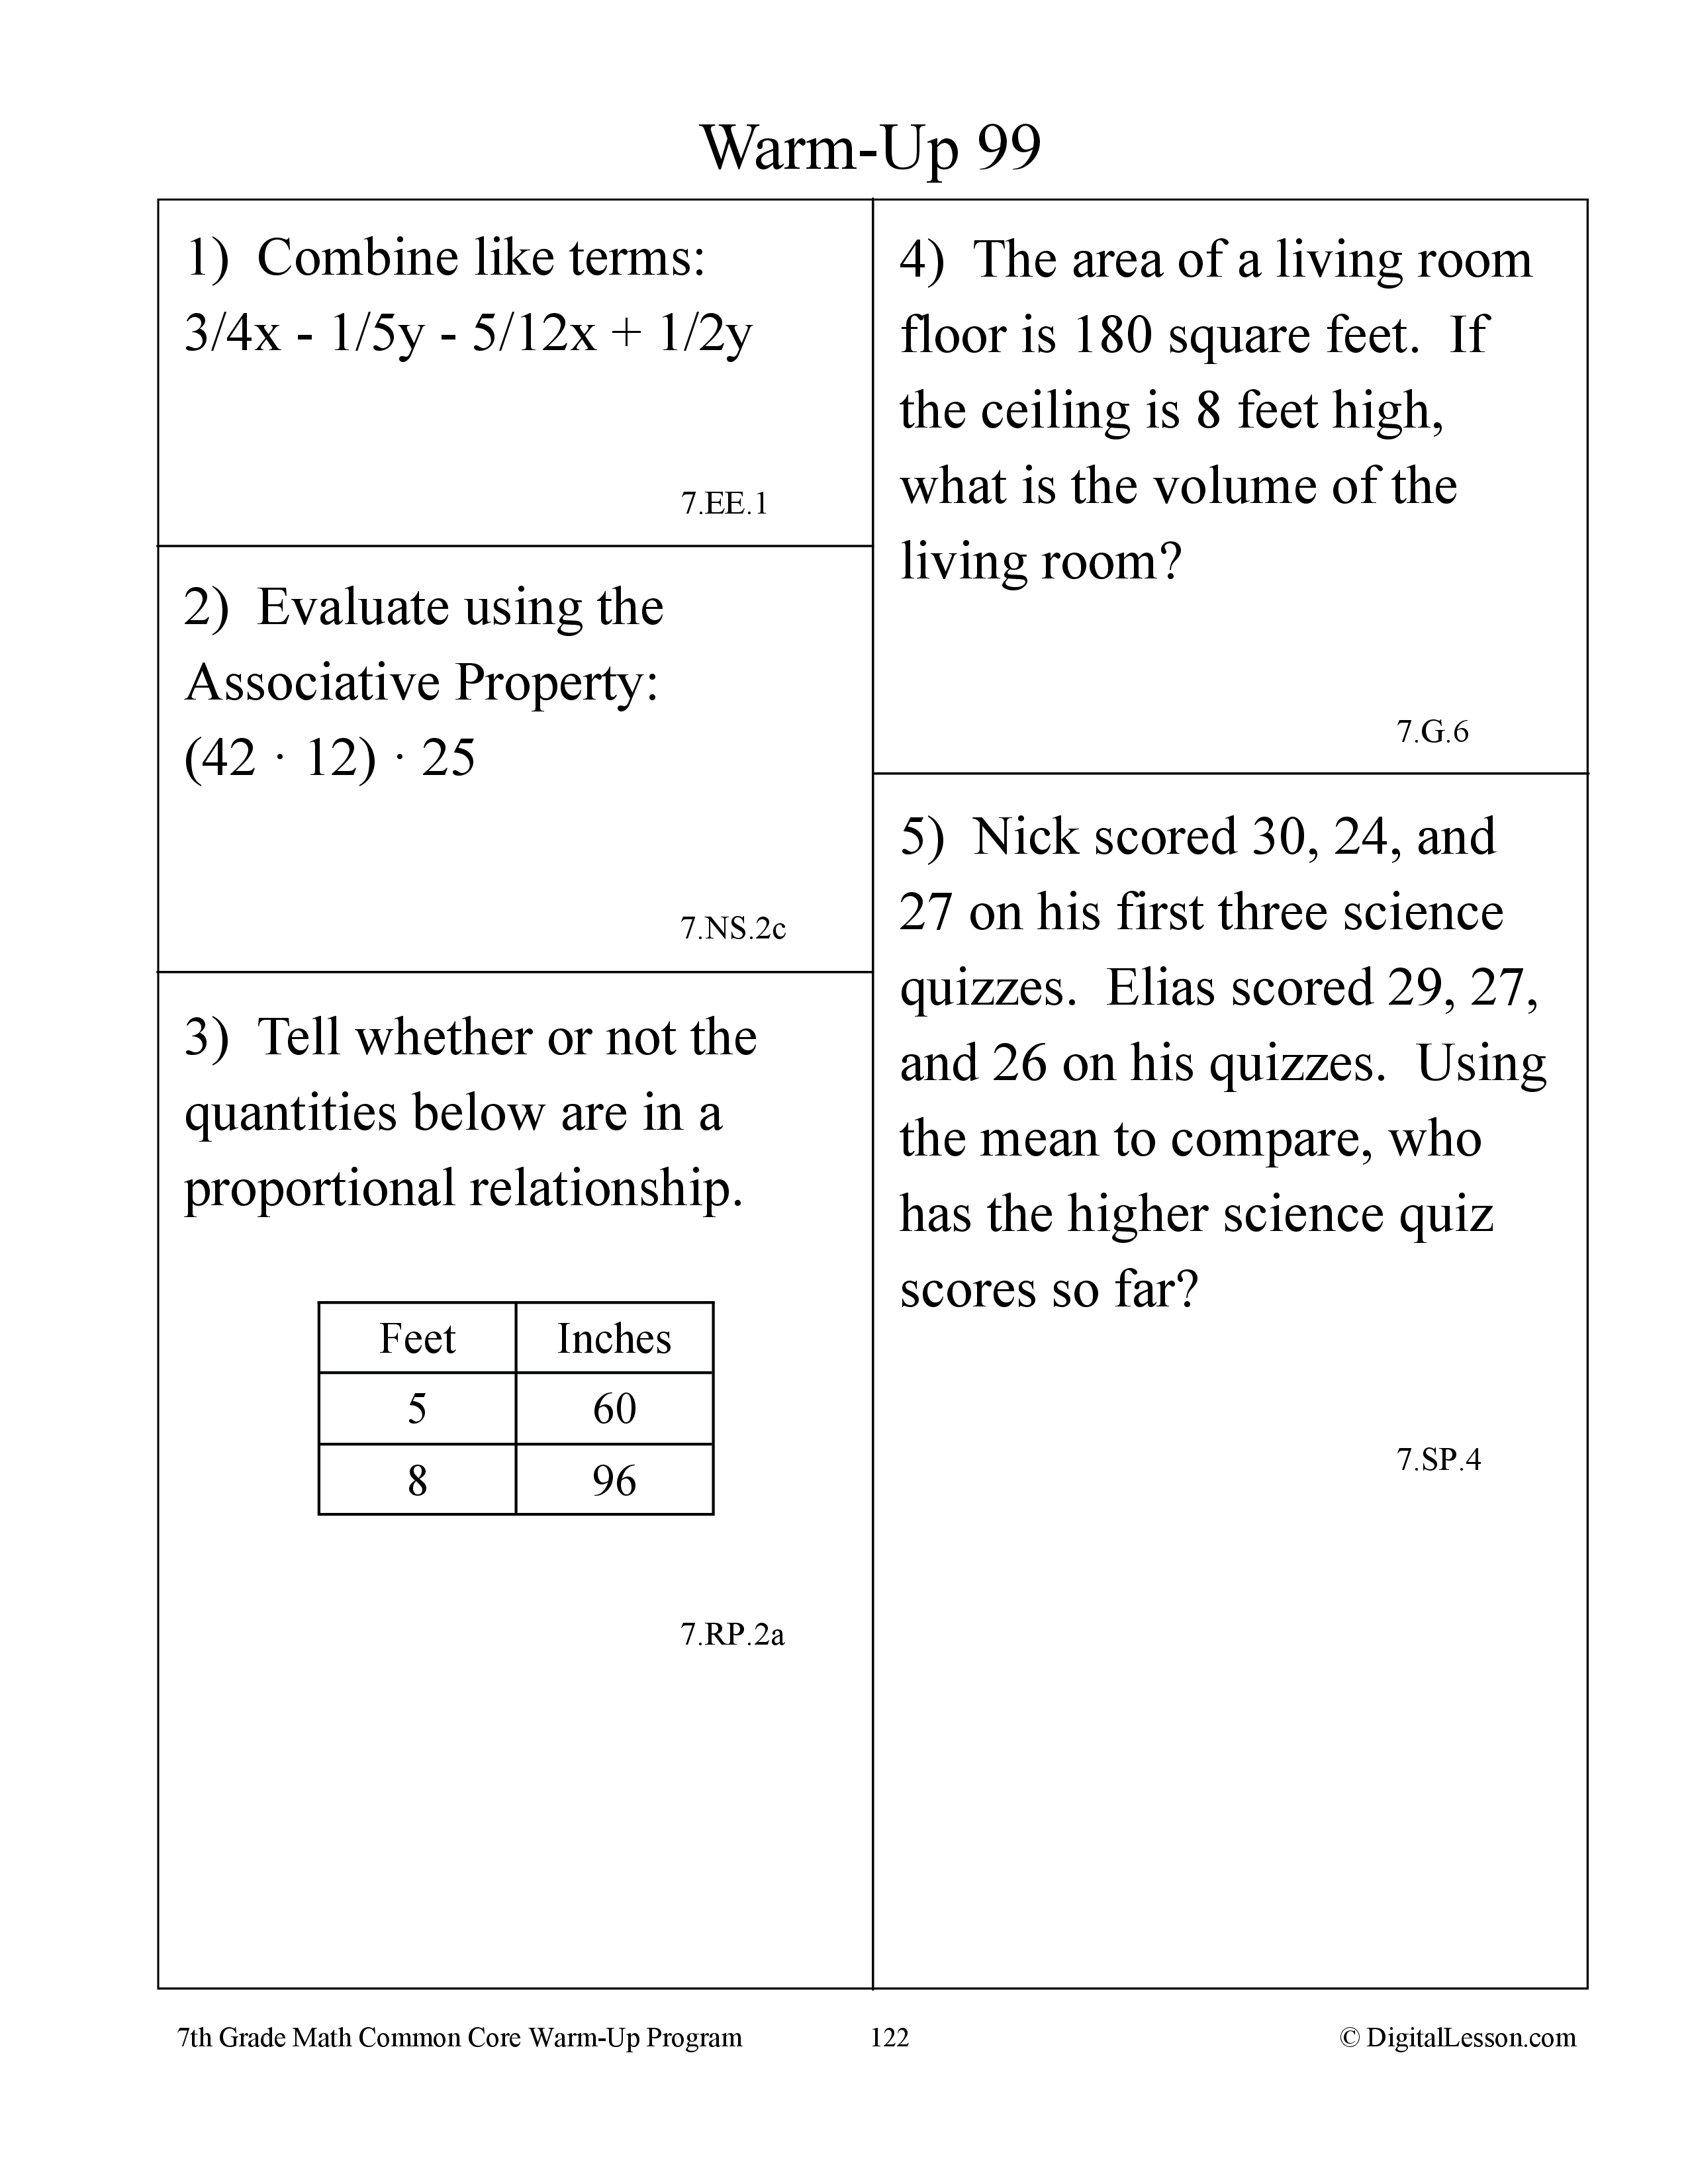 Warm-Up 99
1)  Combine like terms:
3/4x - 1/5y - 5/12x + 1/2y
7.EE.1
2)  Evaluate using the
Associative Property:
(42 · 12) · 25
7.NS.2c
3)  Tell whether or not the
quantities below are in a
proportional relationship.
Feet Inches
5 60
8 96
7.RP.2a
4)  The area of a living room
floor is 180 square feet.  If
the ceiling is 8 feet high,
what is the volume of the
living room?
7.G.6
5)  Nick scored 30, 24, and
27 on his first three science
quizzes.  Elias scored 29, 27,
and 26 on his quizzes.  Using
the mean to compare, who
has the higher science quiz
scores so far?
7.SP.4
7th Grade Math Common Core Warm-Up Program 122 © DigitalLesson.com